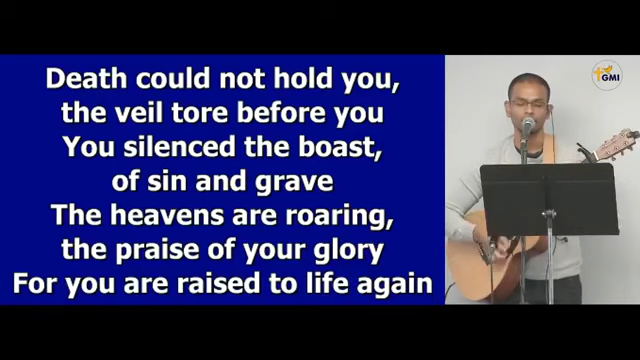 Death could not hold you,
the veil tore before you
You silenced the boast,
of sin and grave
The heavens are roaring,
the praise of your glory
For you are raised to life again
GMI